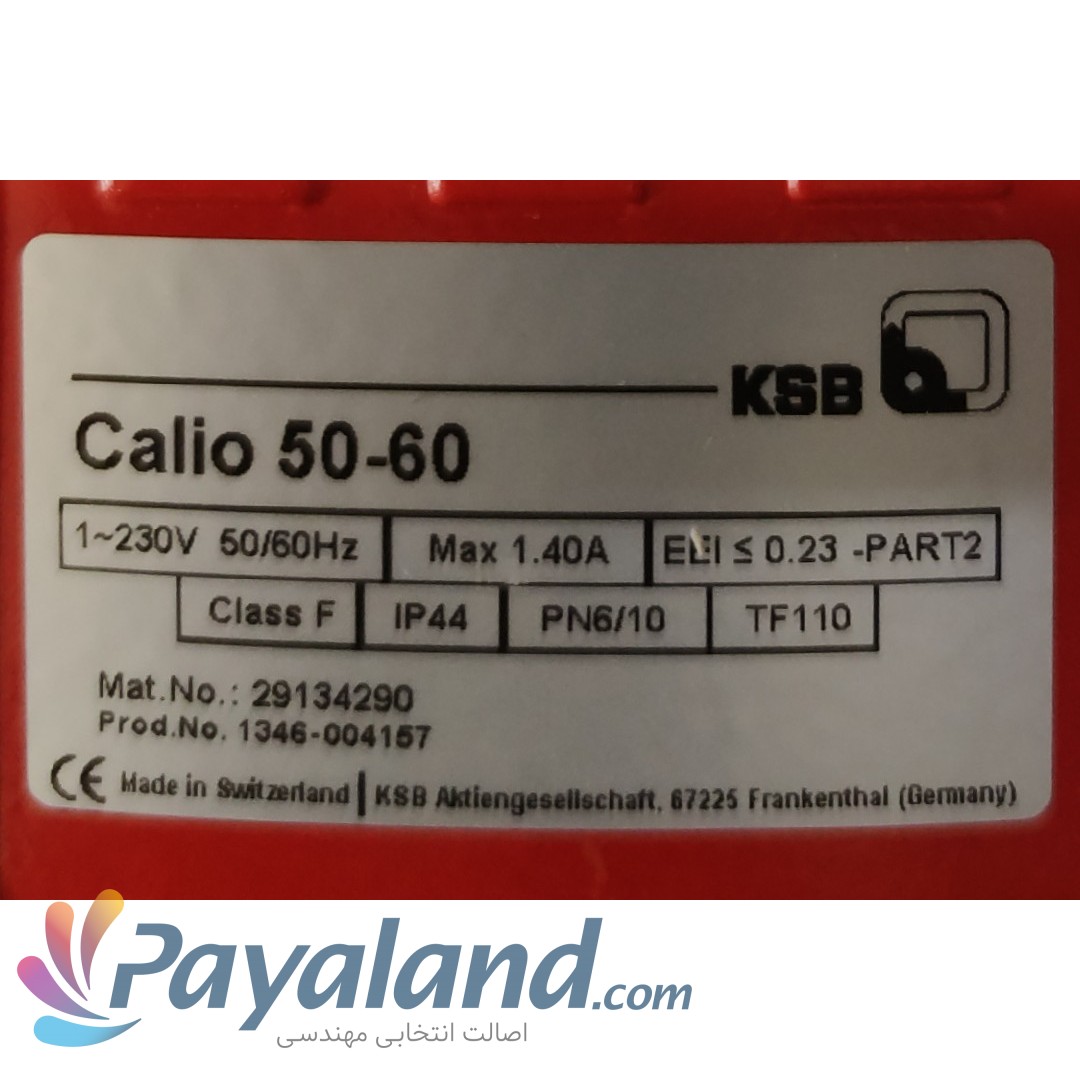 KSB
Calio 50-60
1~230V 50/60Hz Max 1.40A EEI ≤ 0.23 -PART2
Class F IP44 PN6/10 TF110
Mat.No.: 29134290
Prod.No. 1346-004157
CE Made in Switzerland | KSB Aktiengesellschaft, 67225 Frankenthal (Germany)
Payaland.com
اصالت انتخابی مهندسی